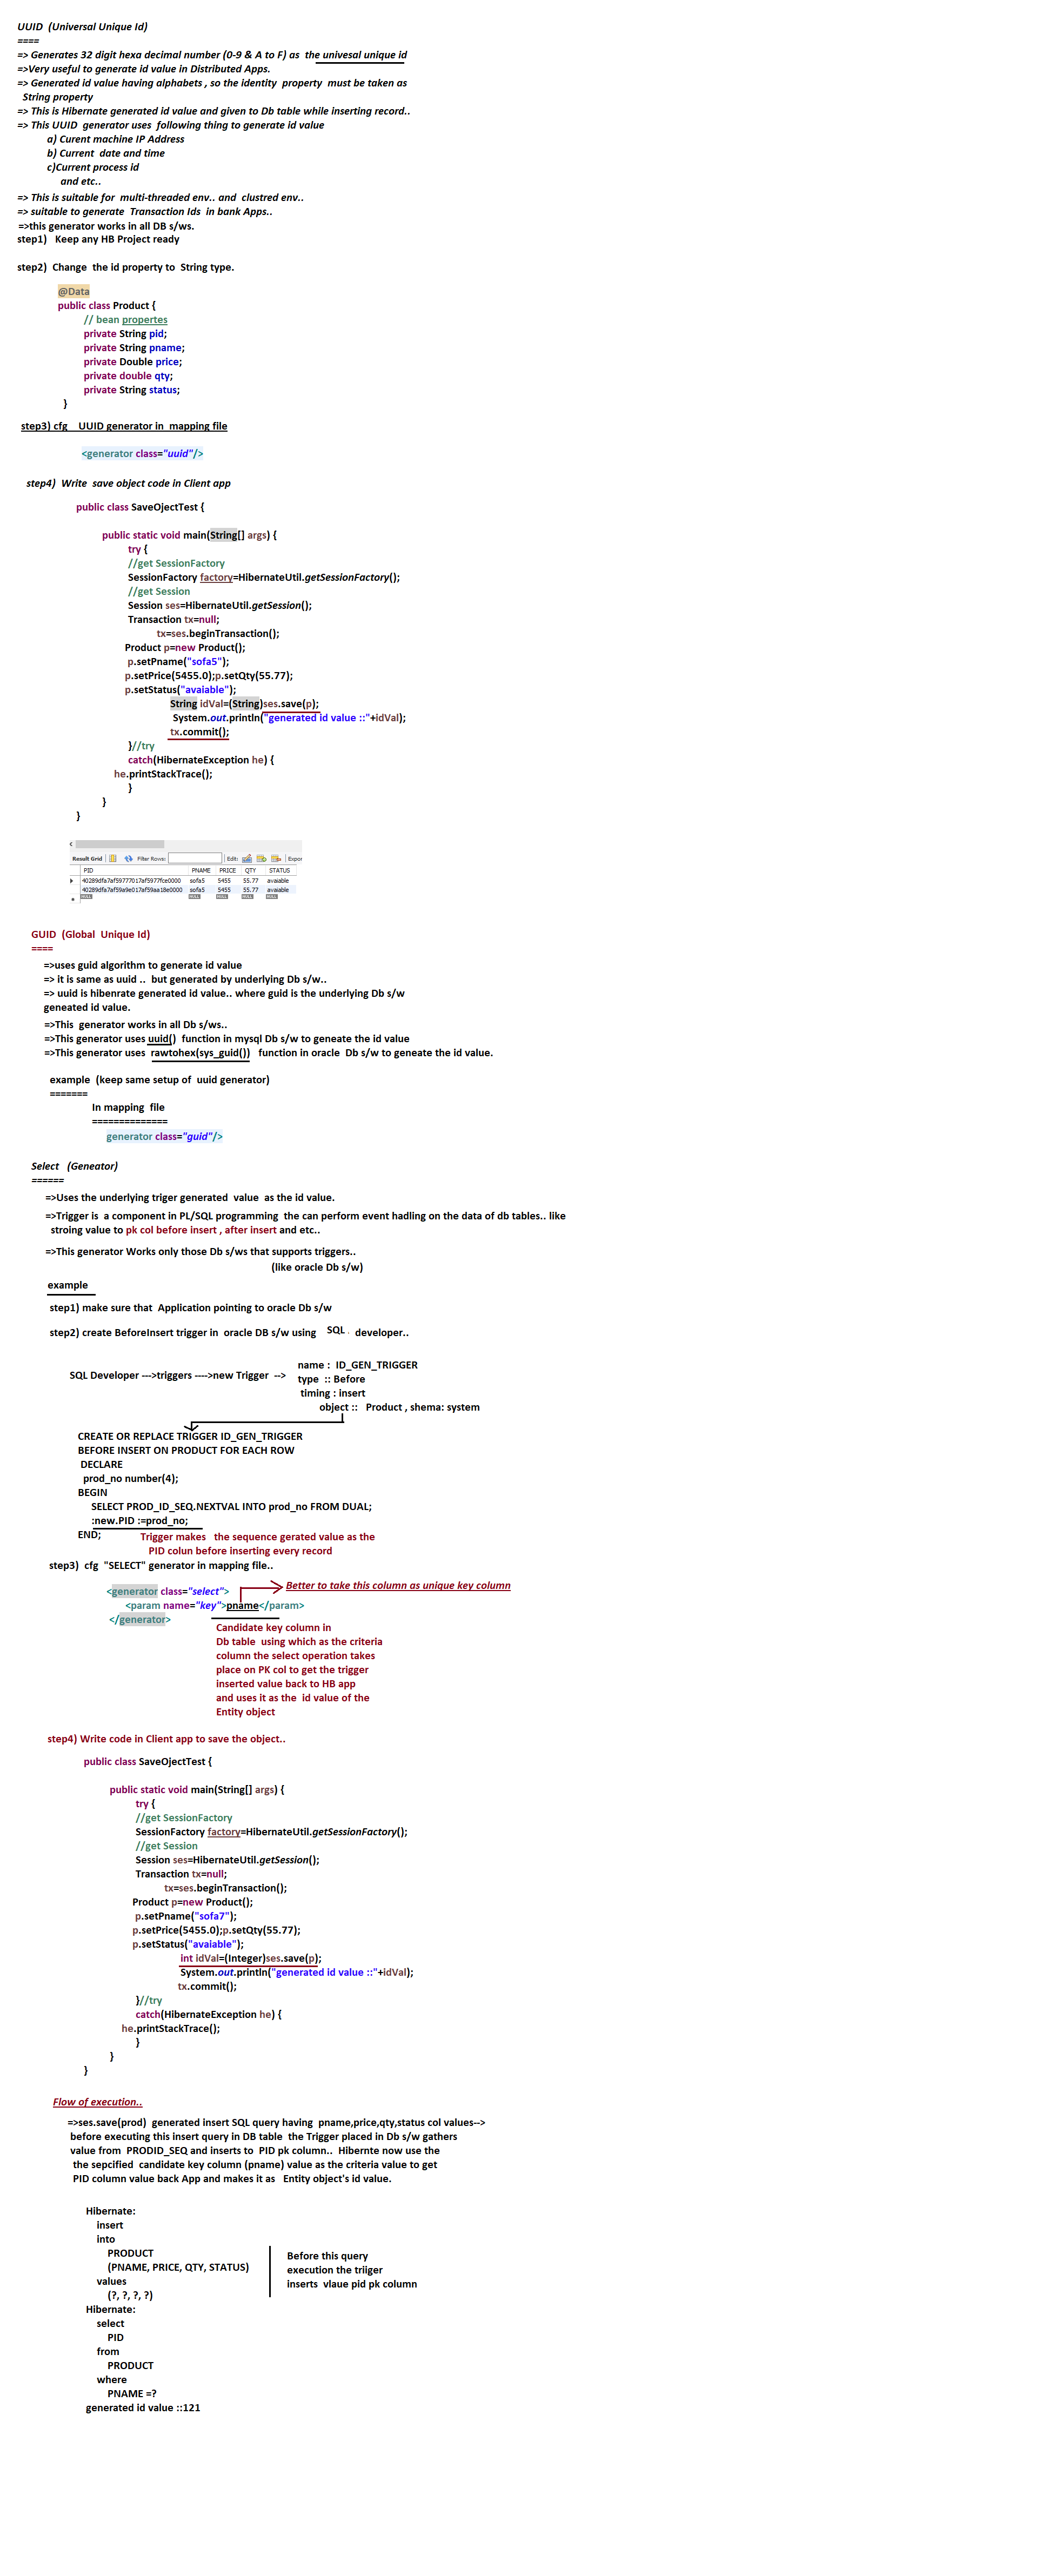 UUID  (Universal Unique Id)
====
=> Generates 32 digit hexa decimal number (0-9 & A to F) as  the univesal unique id
=>Very useful to generate id value in Distributed Apps.
=> Generated id value having alphabets , so the identity  property  must be taken as
String property
=> This is Hibernate generated id value and given to Db table while inserting record..
=> This UUID  generator uses  following thing to generate id value
a) Curent machine IP Address
b) Current  date and time
c)Current process id
and etc..
=> This is suitable for  multi-threaded env.. and  clustred env..
=> suitable to generate  Transaction Ids  in bank Apps..
=>this generator works in all DB s/ws.
step1)   Keep any HB Project ready
step2)  Change  the id property to  String type.
@Data
public class Product {
// bean propertes
private String pid;
private String pname;
private Double price;
private double qty;
private String status;
}
step3) cfg    UUID generator in  mapping file
<generator class="uuid"/>
step4)  Write  save object code in Client app
public class SaveOjectTest {
public static void main(String[] args) {
try {
//get SessionFactory
SessionFactory factory=HibernateUtil.getSessionFactory();
//get Session
Session ses=HibernateUtil.getSession();
Transaction tx=null;
tx=ses.beginTransaction();
Product p=new Product();
p.setPname("sofa5");
p.setPrice(5455.0);p.setQty(55.77);
p.setStatus("avaiable");
String idVal=(String)ses.save(p);
System.out.println("generated id value ::"+idVal);
tx.commit();
}//try
catch(HibernateException he) {
he.printStackTrace();
}
}
}
Result Grid Filter Rows: Edit: Expor
PID PNAME PRICE QTY STATUS
40289dfa7af59777017af5977fce0000 sofa5 5455 55.77 avaiable
40289dfa7af59a9e017af59aa18e0000 sofa5 5455 55.77 avaiable
NULL NULL NULL NULL NULL
GUID  (Global  Unique Id)
====
=>uses guid algorithm to generate id value
=> it is same as uuid ..  but generated by underlying Db s/w..
=> uuid is hibenrate generated id value.. where guid is the underlying Db s/w
geneated id value.
=>This  generator works in all Db s/ws..
=>This generator uses uuid()  function in mysql Db s/w to geneate the id value
=>This generator uses  rawtohex(sys_guid())   function in oracle  Db s/w to geneate the id value.
example  (keep same setup of  uuid generator)
=======
In mapping  file
==============
generator class="guid"/>
Select   (Geneator)
======
=>Uses the underlying triger generated  value  as the id value.
=>Trigger is  a component in PL/SQL programming  the can perform event hadling on the data of db tables.. like
stroing value to pk col before insert , after insert and etc..
=>This generator Works only those Db s/ws that supports triggers..
(like oracle Db s/w)
example
step1) make sure that  Application pointing to oracle Db s/w
step2) create BeforeInsert trigger in  oracle DB s/w using    SQL .  developer..
name :  ID_GEN_TRIGGER
SQL Developer --->triggers ---->new Trigger  -->
type  :: Before
timing : insert
object ::   Product , shema: system
CREATE OR REPLACE TRIGGER ID_GEN_TRIGGER
BEFORE INSERT ON PRODUCT FOR EACH ROW
DECLARE
prod_no number(4);
BEGIN
SELECT PROD_ID_SEQ.NEXTVAL INTO prod_no FROM DUAL;
:new.PID :=prod_no;
END;
Trigger makes   the sequence gerated value as the
PID colun before inserting every record
step3)  cfg  "SELECT" generator in mapping file..
<generator class="select">
Better to take this column as unique key column
<param name="key">pname</param>
</generator>
Candidate key column in
Db table  using which as the criteria
column the select operation takes
place on PK col to get the trigger
inserted value back to HB app
and uses it as the  id value of the
Entity object
step4) Write code in Client app to save the object..
public class SaveOjectTest {
public static void main(String[] args) {
try {
//get SessionFactory
SessionFactory factory=HibernateUtil.getSessionFactory();
//get Session
Session ses=HibernateUtil.getSession();
Transaction tx=null;
tx=ses.beginTransaction();
Product p=new Product();
p.setPname("sofa7");
p.setPrice(5455.0);p.setQty(55.77);
p.setStatus("avaiable");
int idVal=(Integer)ses.save(p);
System.out.println("generated id value ::"+idVal);
tx.commit();
}//try
catch(HibernateException he) {
he.printStackTrace();
}
}
}
Flow of execution..
=>ses.save(prod)  generated insert SQL query having  pname,price,qty,status col values-->
before executing this insert query in DB table  the Trigger placed in Db s/w gathers
value from  PRODID_SEQ and inserts to  PID pk column..  Hibernte now use the
the sepcified  candidate key column (pname) value as the criteria value to get
PID column value back App and makes it as   Entity object's id value.
Hibernate:
insert
into
PRODUCT
(PNAME, PRICE, QTY, STATUS)
values
(?, ?, ?, ?)
Before this query
execution the triiger
inserts  vlaue pid pk column
Hibernate:
select
PID
from
PRODUCT
where
PNAME =?
generated id value ::121